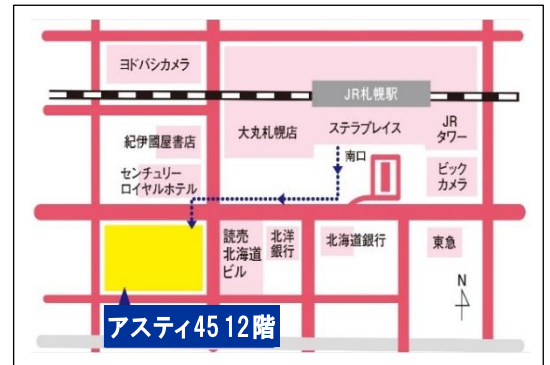 ヨドバシカメラ
JR札幌駅
大丸札幌店
ステラプレイス
JR
タワー
紀伊國屋書店
南口
センチュリー
ロイヤルホテル
ビック
カメラ
読売
北海道
ビル
北洋
銀行
北海道銀行
東急
N
アスティ45 12階